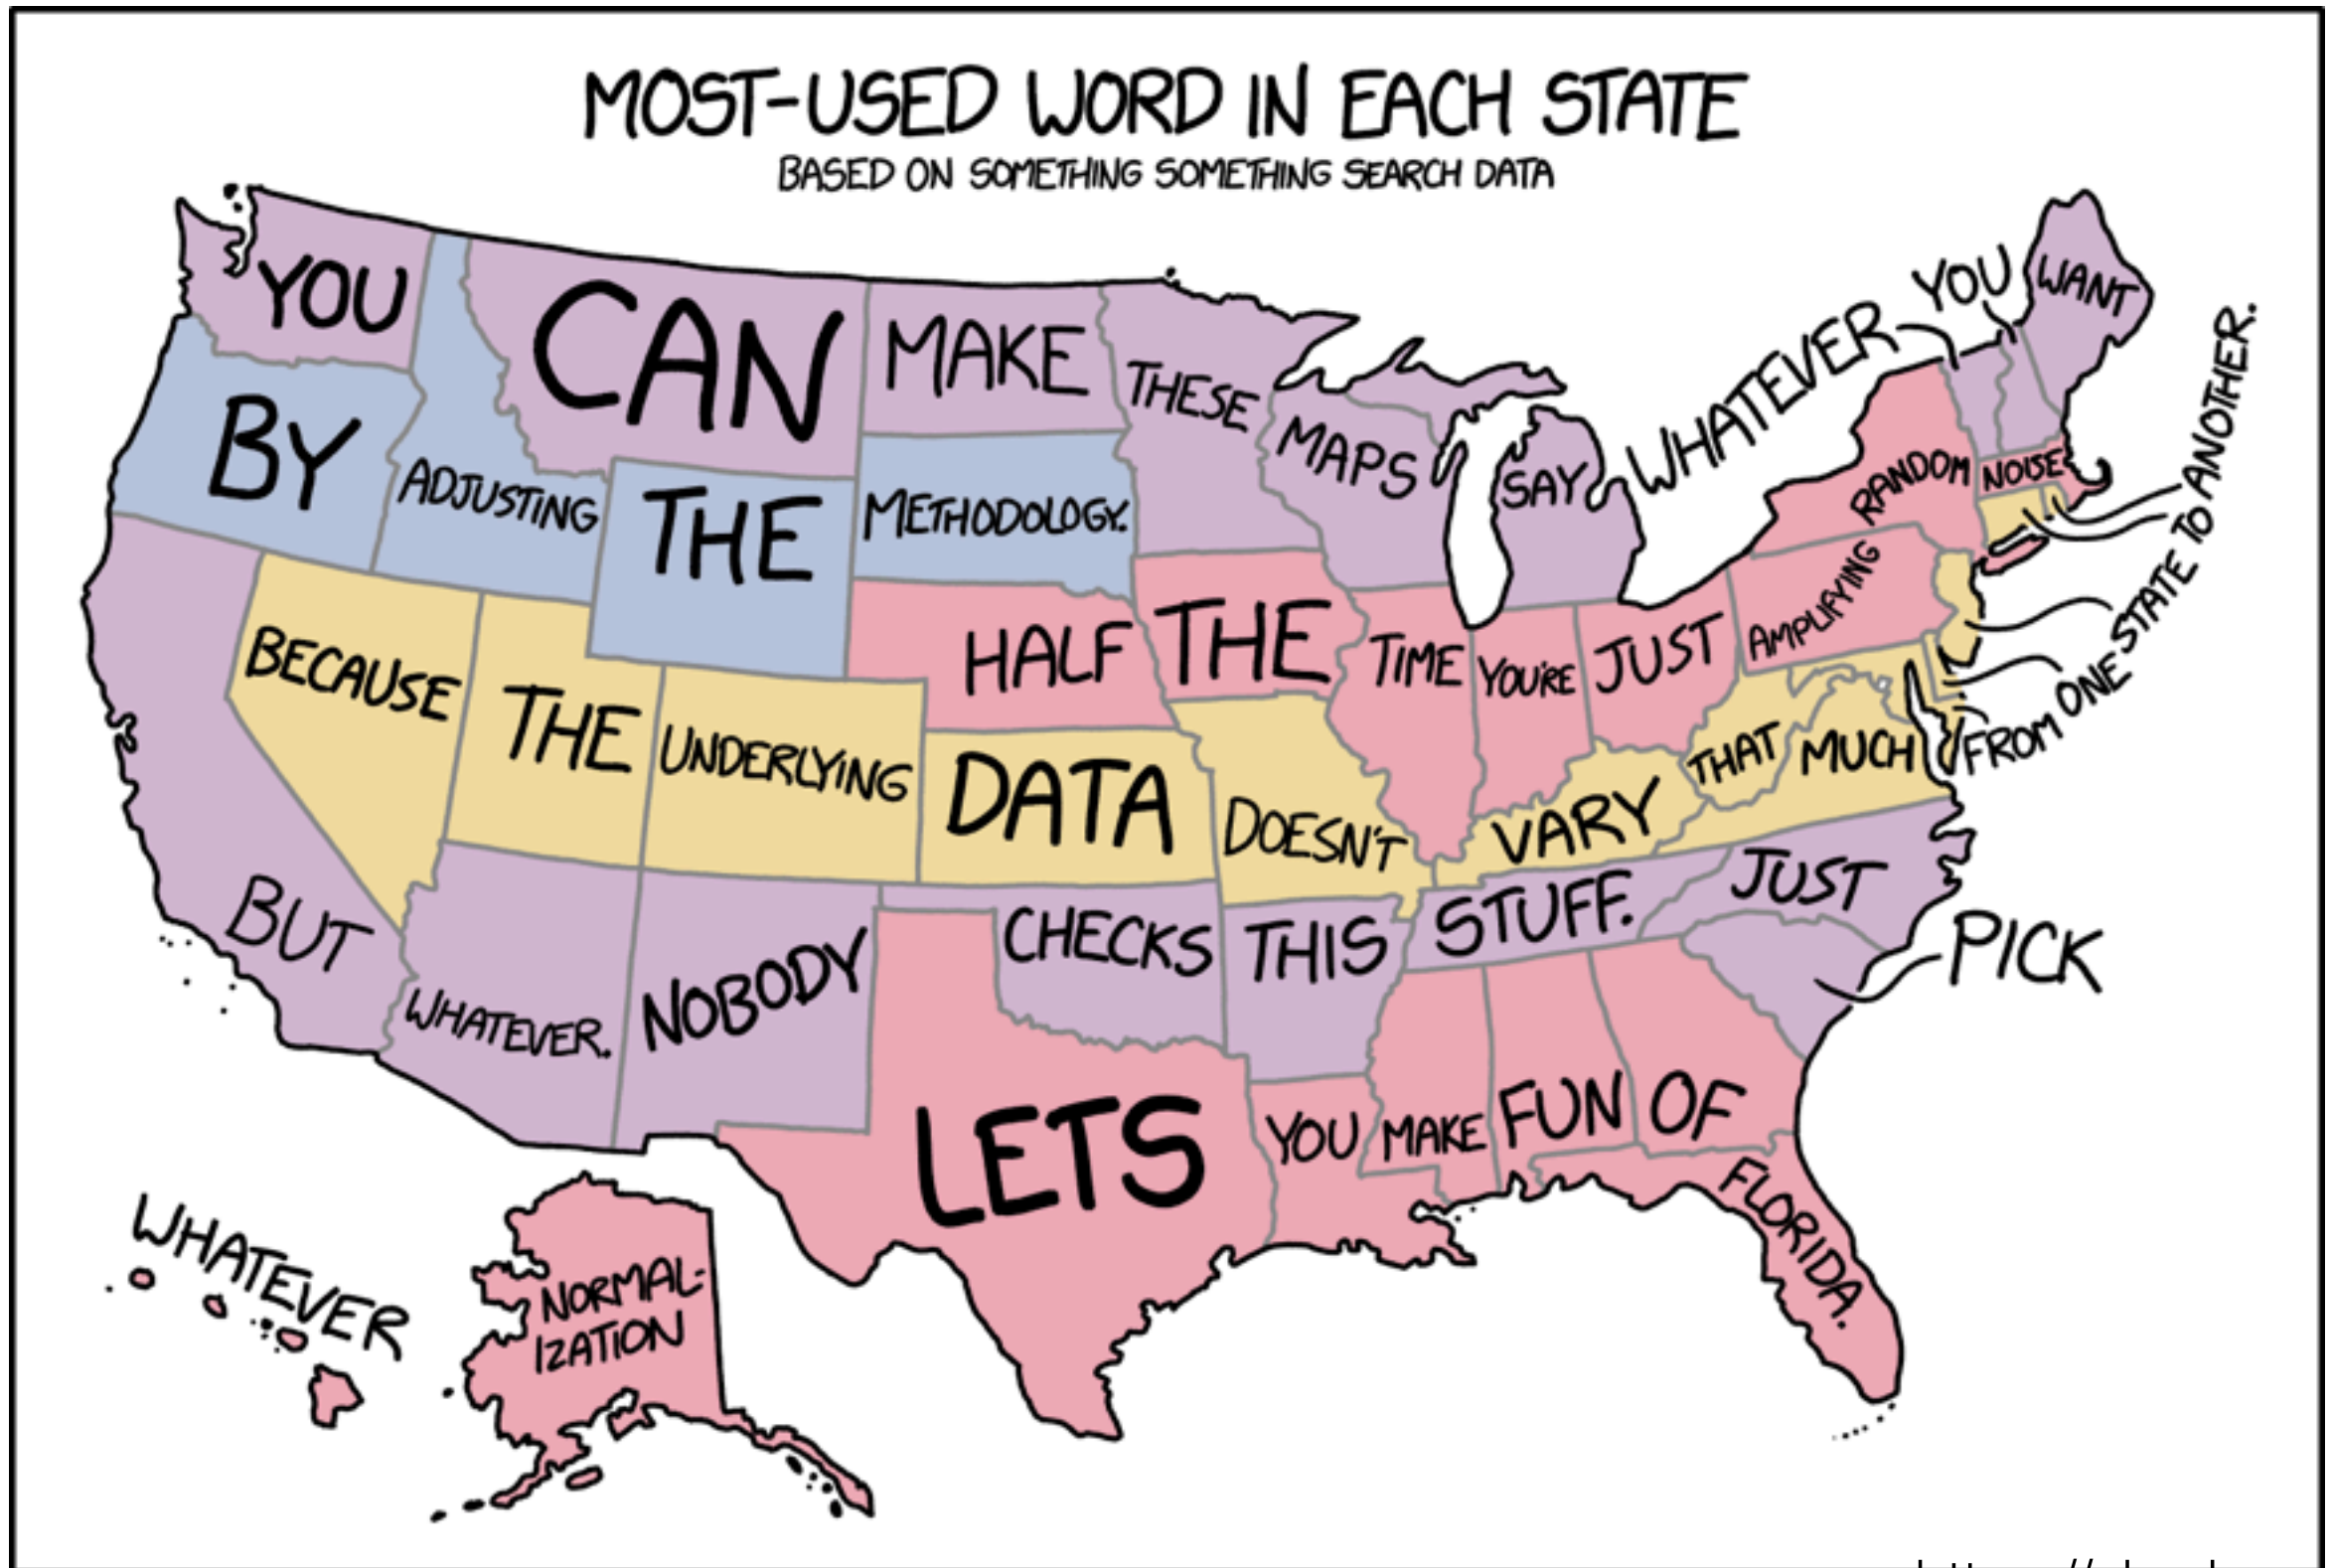 MOST-USED WORD IN EACH STATE
BASED ON SOMETHING SOMETHING SEARCH DATA
YOU CAN MAKE THESE MAPS SAY WHATEVER YOU WANT
BY ADJUSTING THE METHODOLOGY.
HALF THE TIME YOU'RE JUST AMPLIFYING RANDOM NOISE
BECAUSE THE UNDERLYING DATA DOESN'T VARY THAT MUCH FROM ONE STATE TO ANOTHER.
BUT WHATEVER. NOBODY CHECKS THIS STUFF. JUST PICK
WHATEVER
NORMAL-
IZATION
LETS YOU MAKE FUN OF FLORIDA.